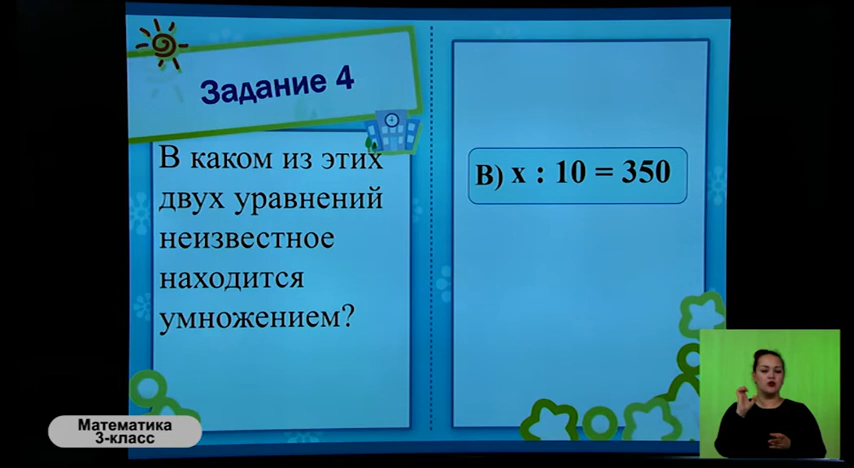 Задание 4
В каком из этих
двух уравнений
неизвестное
находится
умножением?
В) х : 10 = 350
Математика
3-класс